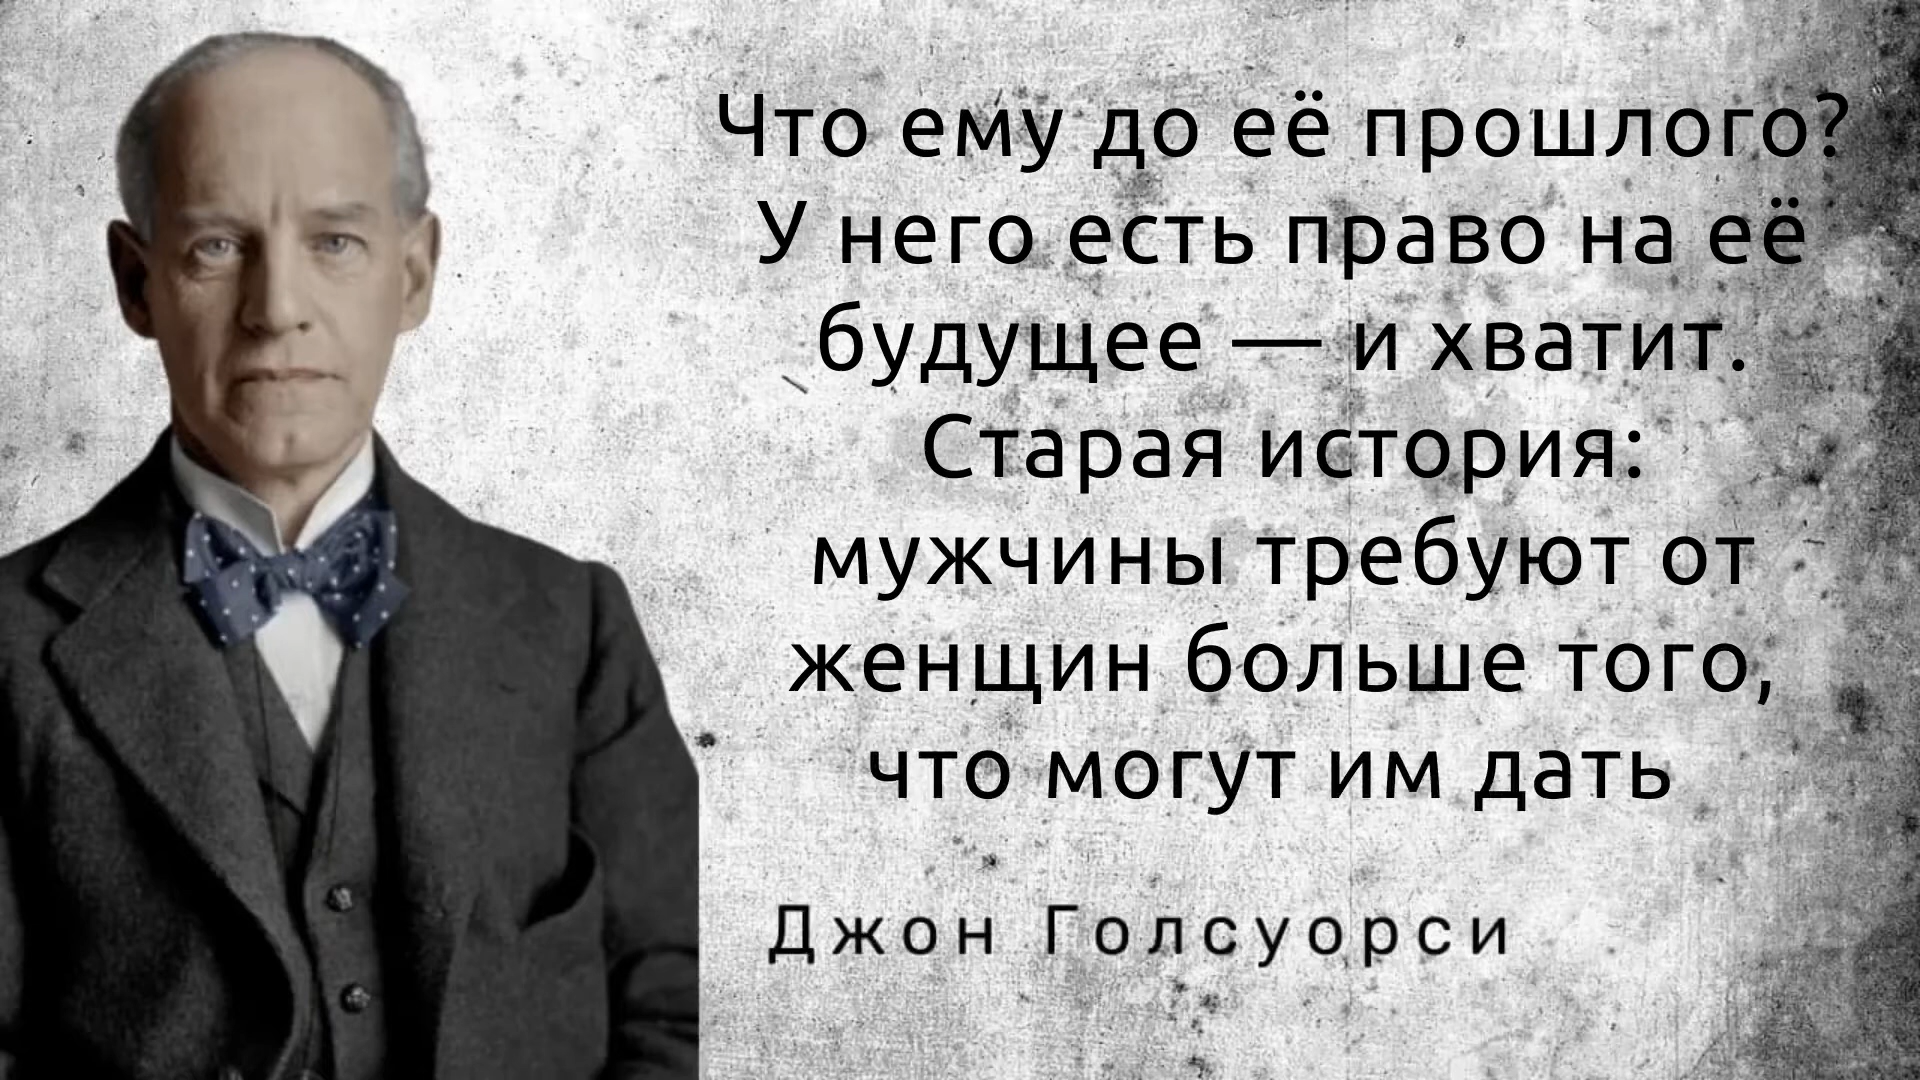 Что ему до её прошлого?
У него есть право на её
будущее — и хватит.
Старая история:
мужчины требуют от
женщин больше того,
что могут им дать
Джон Голсуорси